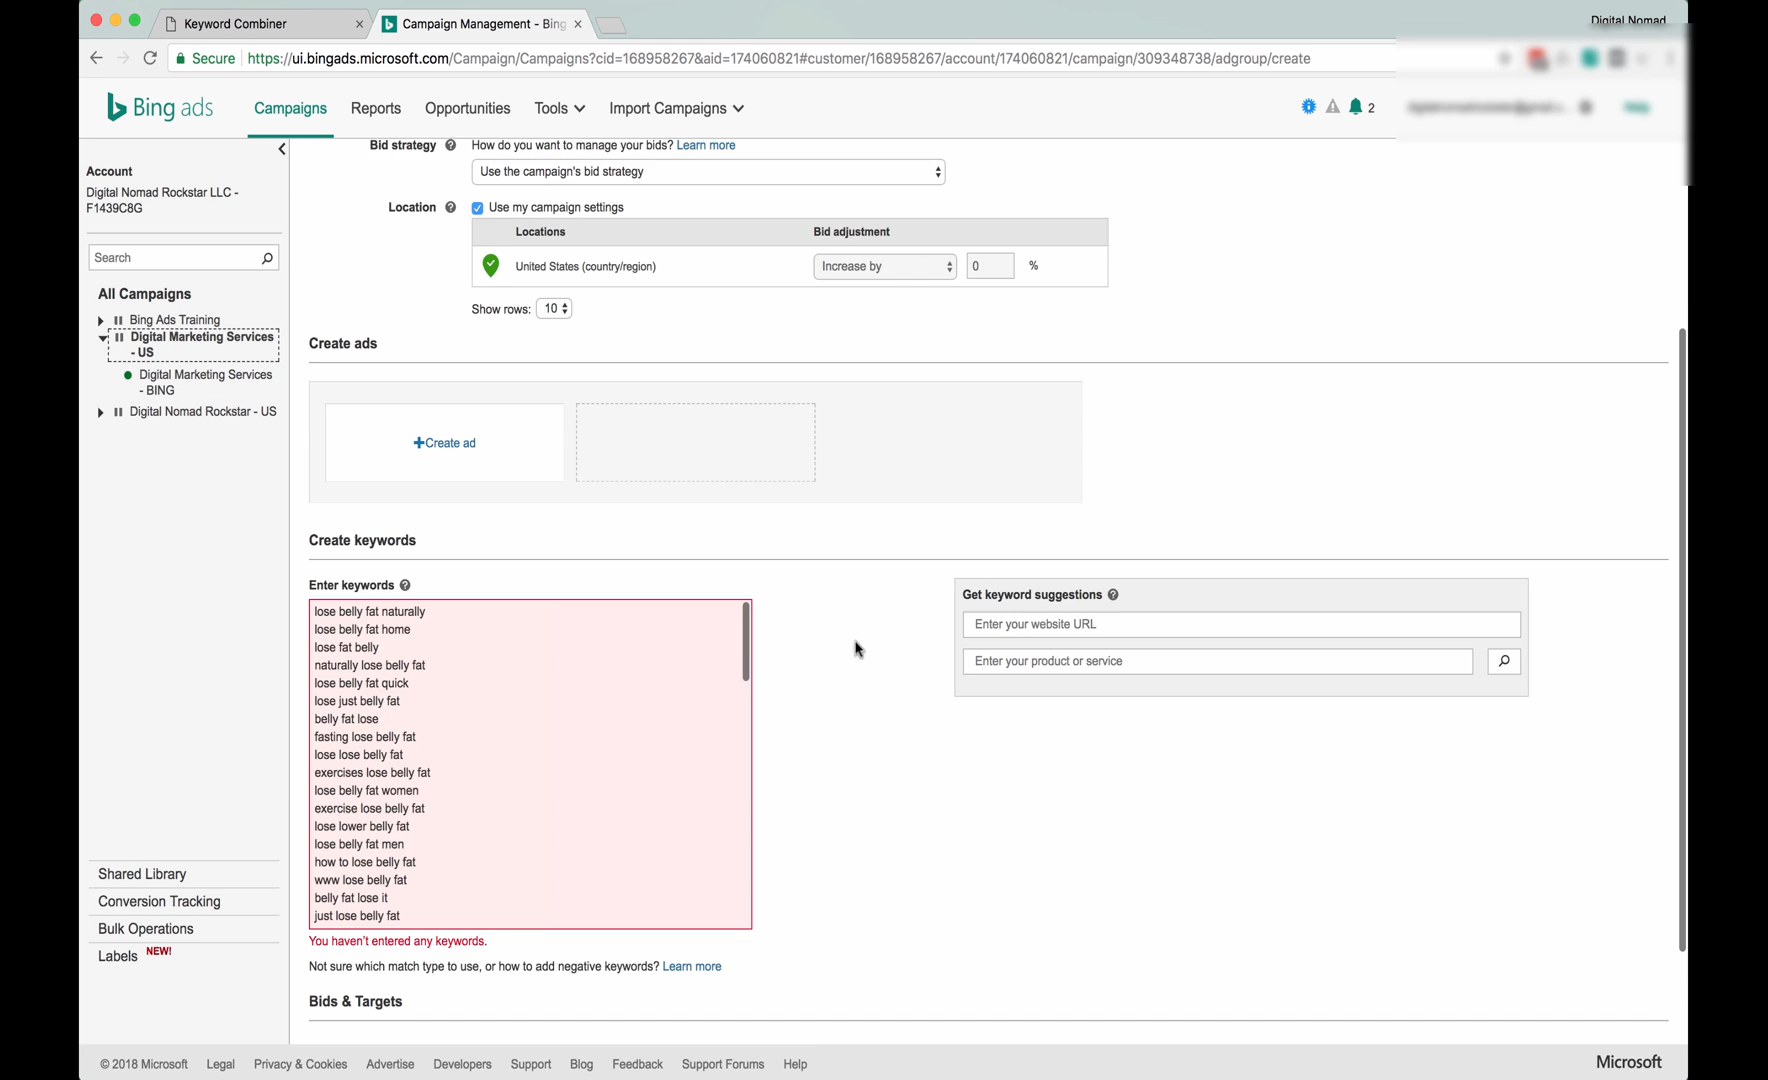 Keyword Combiner
Campaign Management - Bing
Digital Nomad
Secure https://ui.bingads.microsoft.com/Campaign/Campaigns?cid=168958267&aid=174060821#customer/168958267/account/174060821/campaign/309348738/adgroup/create
Bing ads
Campaigns
Reports
Opportunities
Tools
Import Campaigns
2
Help
Account
Digital Nomad Rockstar LLC -
F1439C8G
Search
All Campaigns
Bing Ads Training
Digital Marketing Services
- US
Digital Marketing Services
- BING
Digital Nomad Rockstar - US
Shared Library
Conversion Tracking
Bulk Operations
Labels NEW!
Bid strategy
How do you want to manage your bids? Learn more
Use the campaign's bid strategy
Location
Use my campaign settings
Locations Bid adjustment
United States (country/region) Increase by 0 %
Show rows: 10
Create ads
+Create ad
Create keywords
Enter keywords
lose belly fat naturally
lose belly fat home
lose fat belly
naturally lose belly fat
lose belly fat quick
lose just belly fat
belly fat lose
fasting lose belly fat
lose lose belly fat
exercises lose belly fat
lose belly fat women
exercise lose belly fat
lose lower belly fat
lose belly fat men
how to lose belly fat
www lose belly fat
belly fat lose it
just lose belly fat
You haven't entered any keywords.
Not sure which match type to use, or how to add negative keywords? Learn more
Get keyword suggestions
Enter your website URL
Enter your product or service
Bids & Targets
© 2018 Microsoft Legal Privacy & Cookies Advertise Developers Support Blog Feedback Support Forums Help
Microsoft